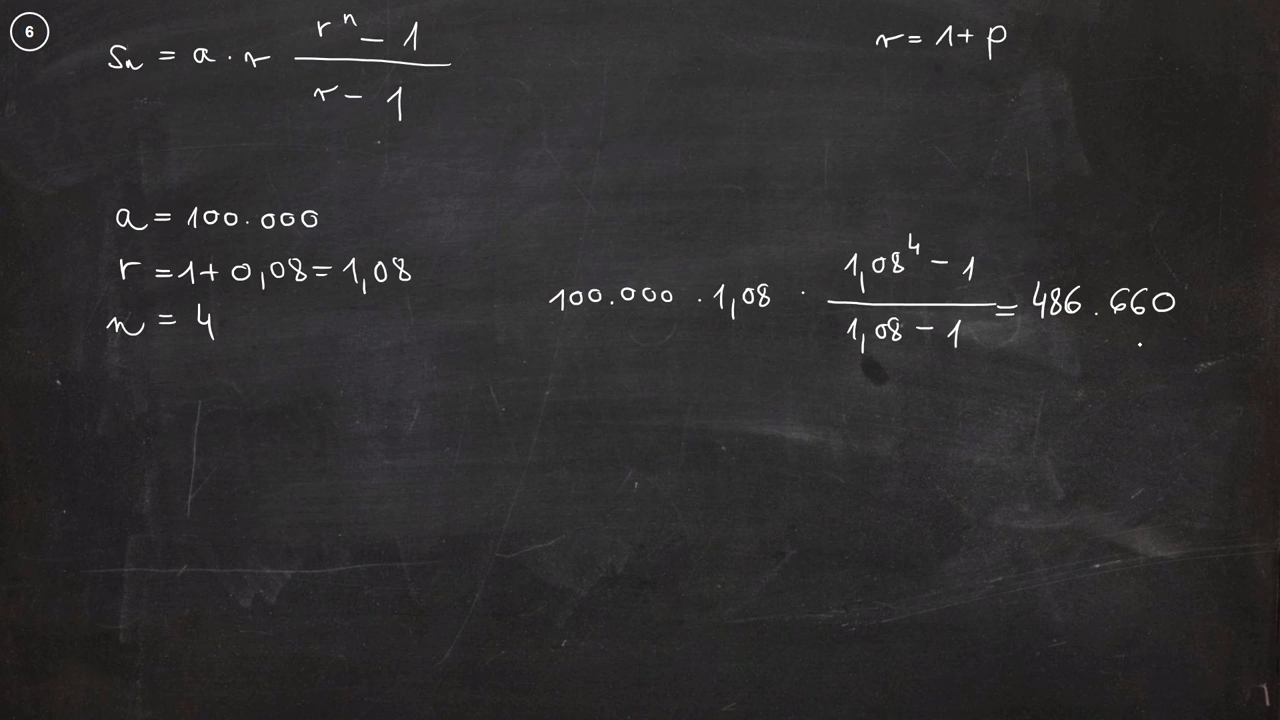 6
Sn = a · r (r^n - 1)/(r - 1)
r = 1 + p
a = 100.000
r = 1 + 0,08 = 1,08
n = 4
100.000 · 1,08 · (1,08^4 - 1)/(1,08 - 1) = 486.660